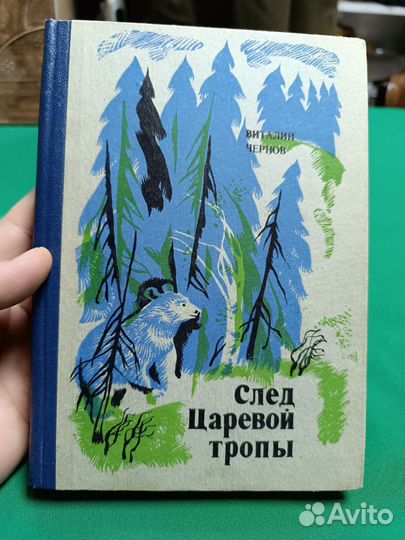 ВИТАЛИЙ
ЧЕРНОВ
След
Царевой
тропы
Avito